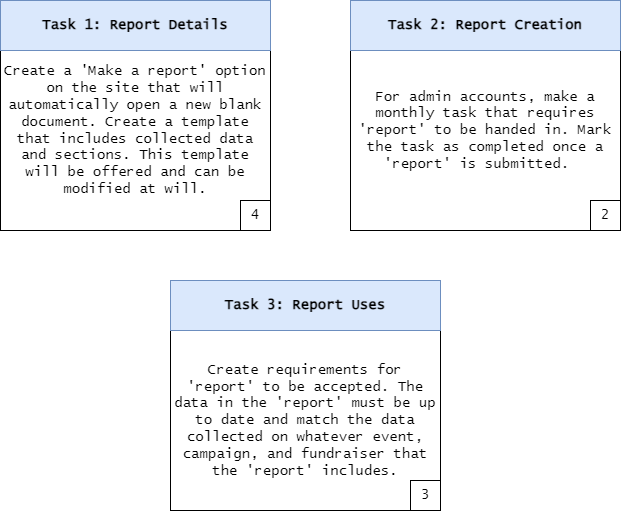 Task 1: Report Details
Create a 'Make a report' option
on the site that will
automatically open a new blank
document. Create a template
that includes collected data
and sections. This template
will be offered and can be
modified at will.
4
Task 2: Report Creation
For admin accounts, make a
monthly task that requires
'report' to be handed in. Mark
the task as completed once a
'report' is submitted.
2
Task 3: Report Uses
Create requirements for
'report' to be accepted. The
data in the 'report' must be up
to date and match the data
collected on whatever event,
campaign, and fundraiser that
the 'report' includes.
3